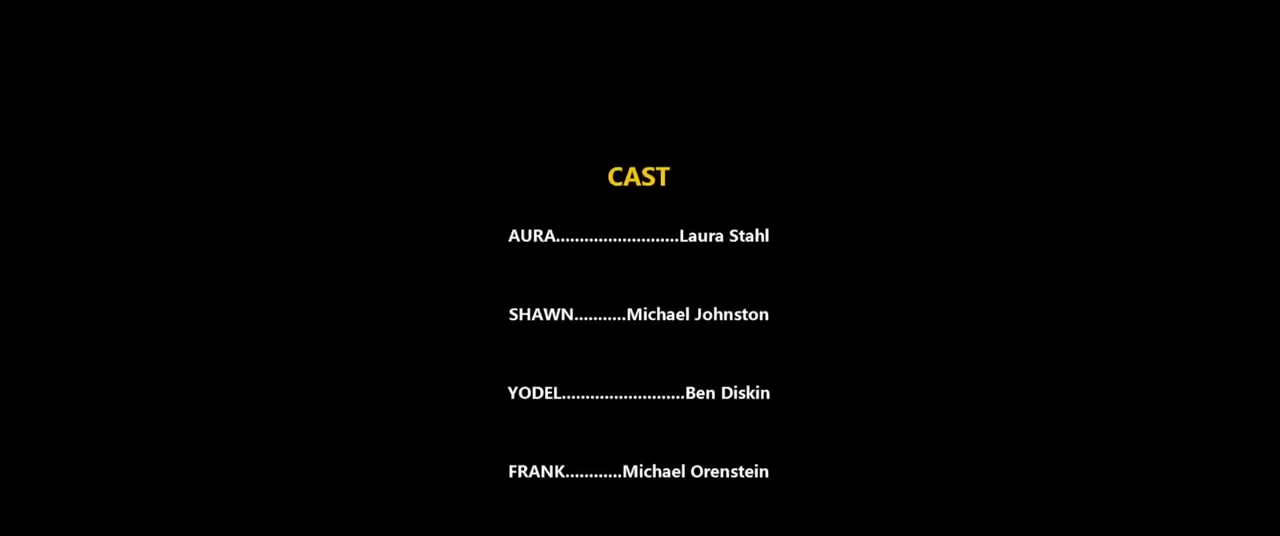 CAST
AURA..........................Laura Stahl
SHAWN...........Michael Johnston
YODEL..........................Ben Diskin
FRANK............Michael Orenstein